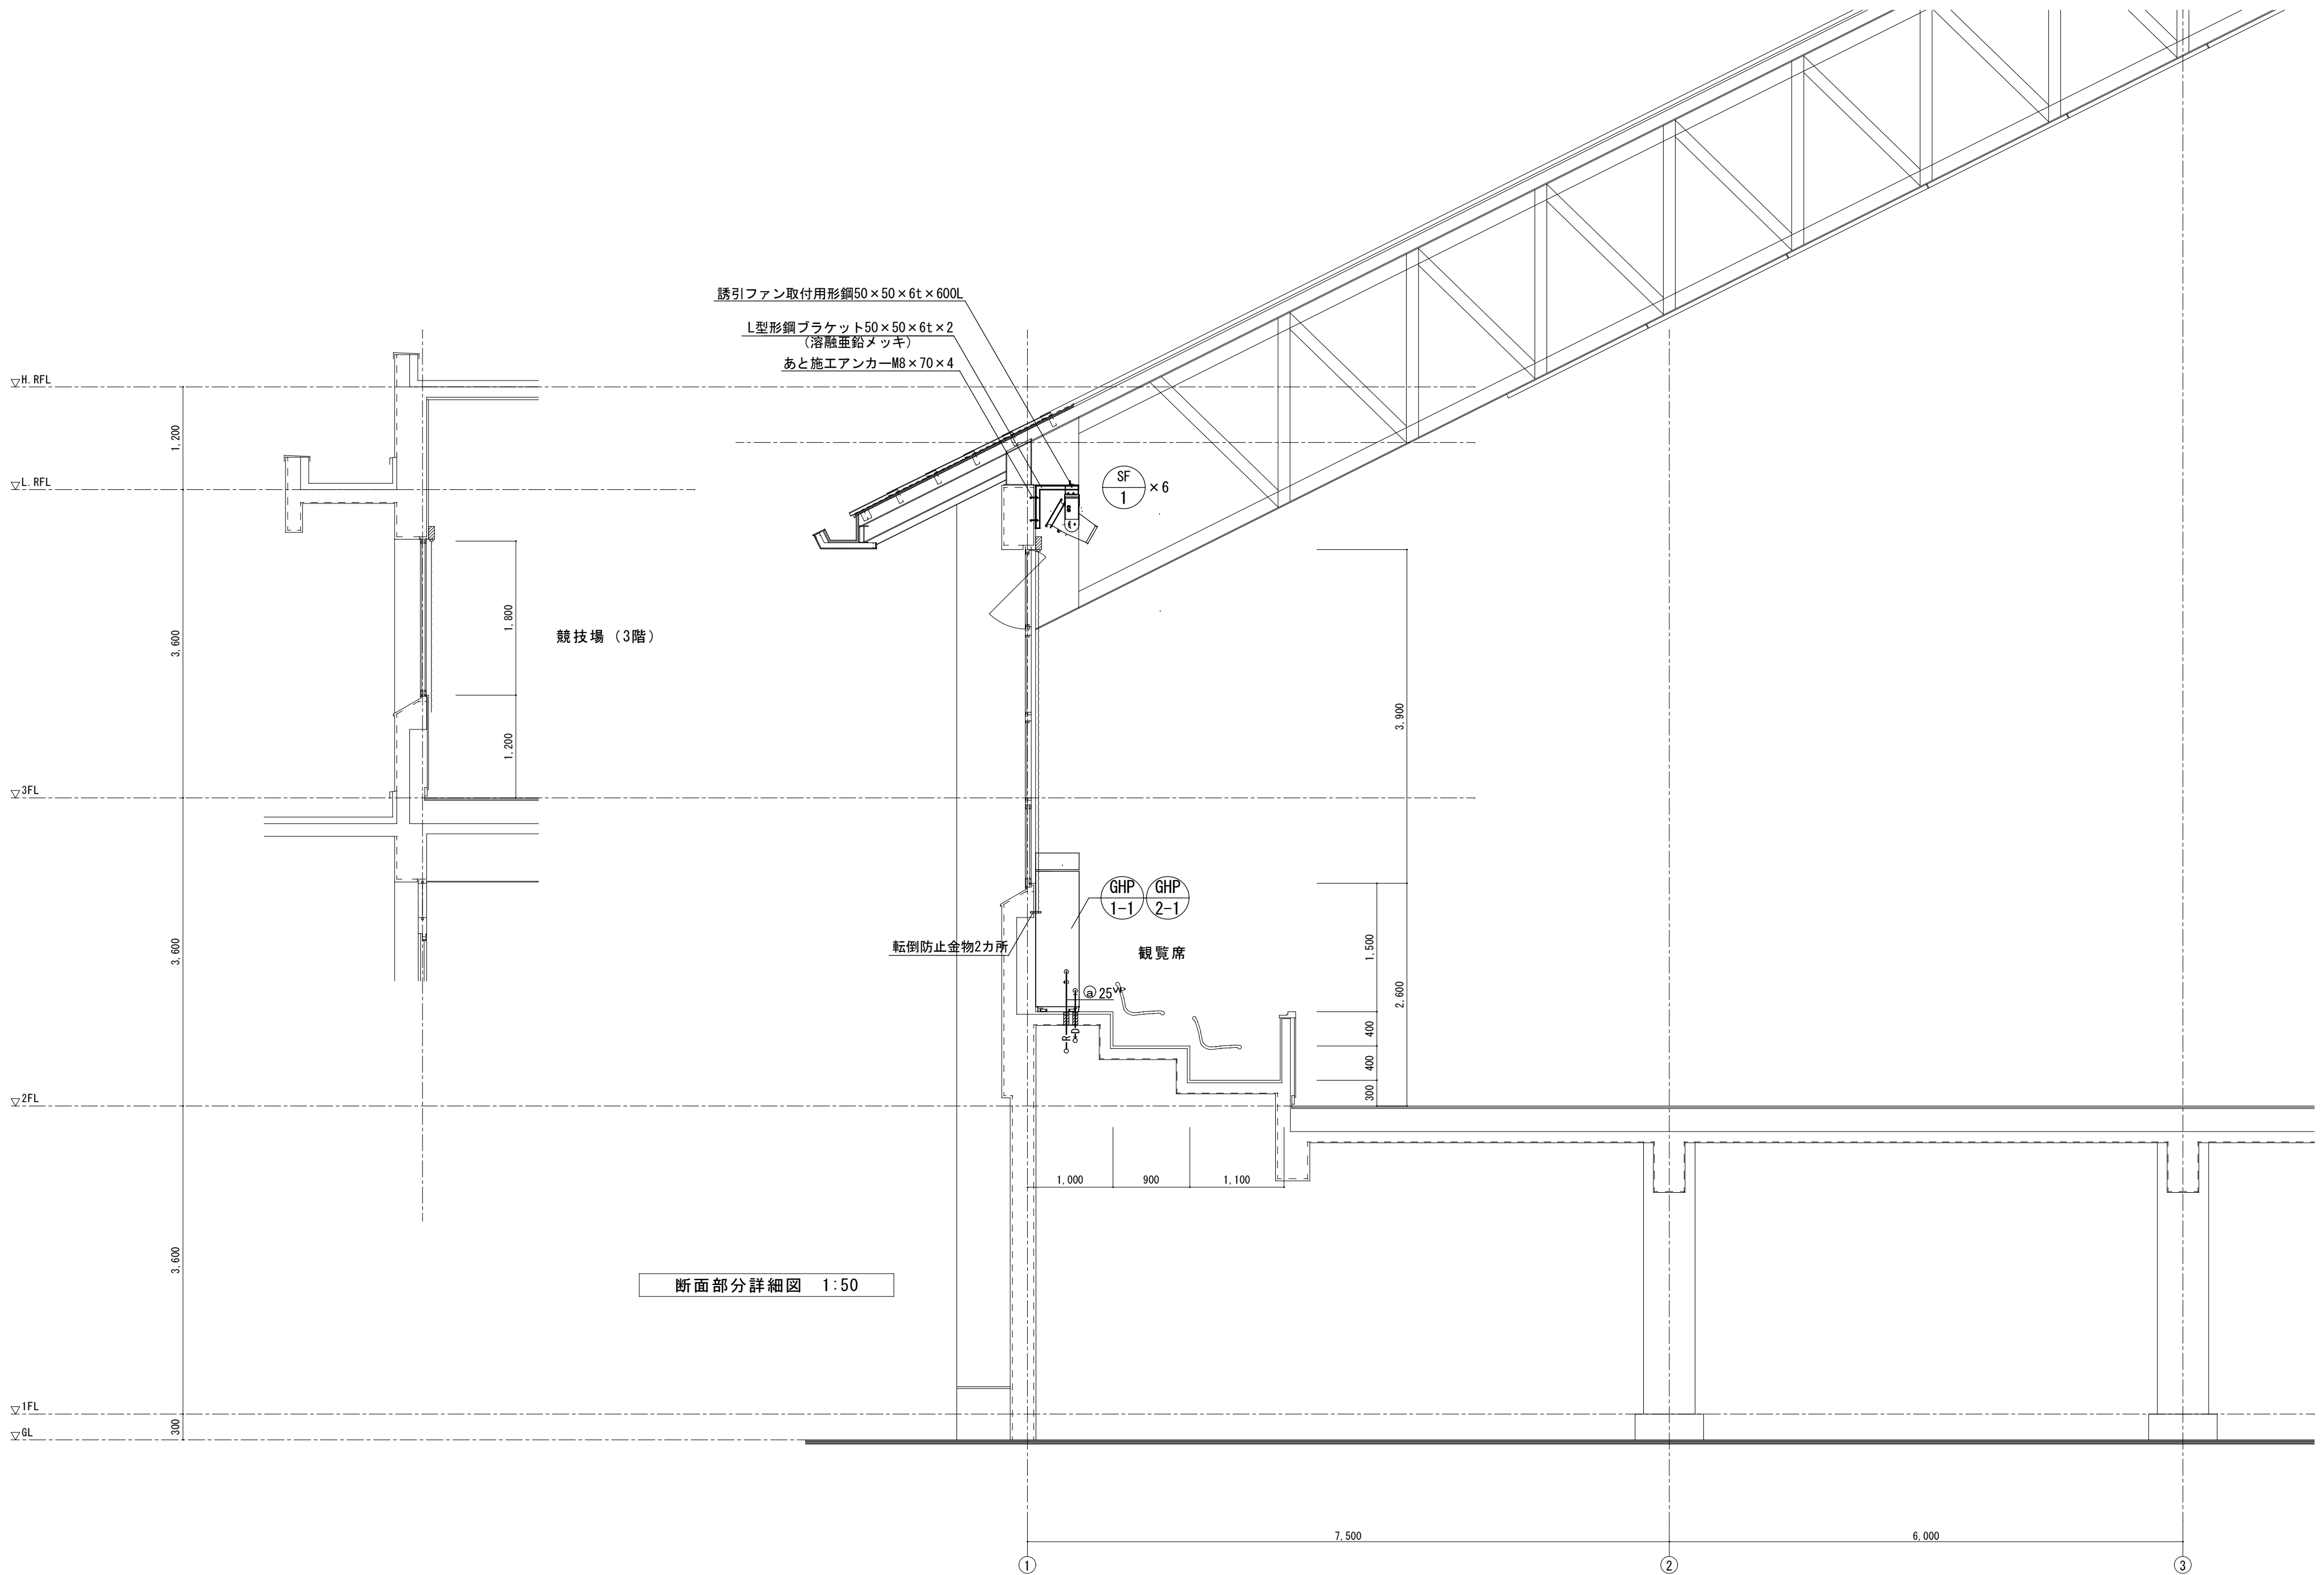 誘引ファン取付用形鋼50×50×6t×600L
L型形鋼ブラケット50×50×6t×2
（溶融亜鉛メッキ）
あと施工アンカーM8×70×4
▽H.RFL
1,200
▽L.RFL
SF
1
×6
3,600
1,800
競技場（3階）
3,900
1,200
▽3FL
GHP
1-1
GHP
2-1
転倒防止金物2カ所
観覧席
3,600
1,500
2,600
ⓐ25VP
R
D
400
400
300
▽2FL
1,000
900
1,100
3,600
断面部分詳細図 1:50
▽1FL
300
▽GL
7,500
6,000
①
②
③